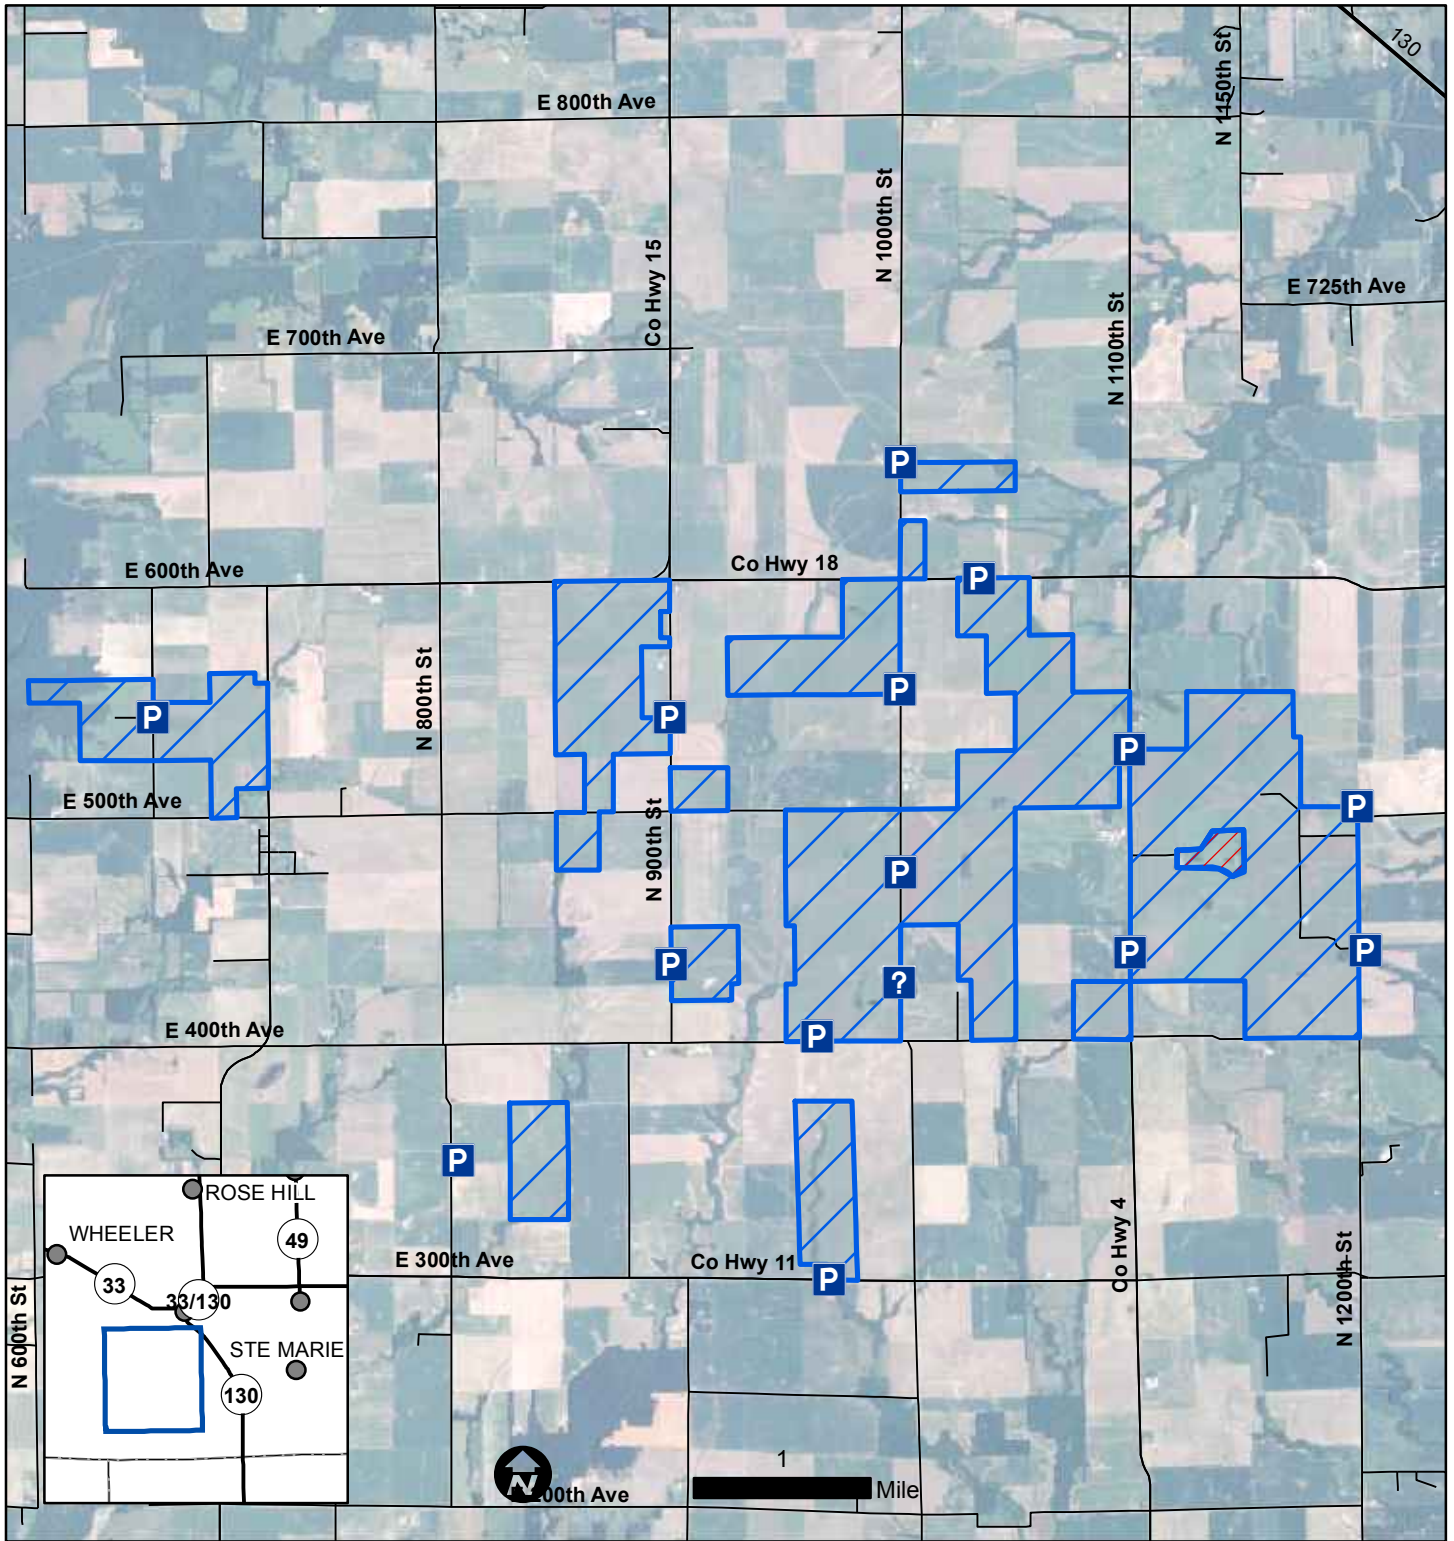 130
N 1150th St
E 800th Ave
N 1000th St
Co Hwy 15
E 725th Ave
N 1100th St
E 700th Ave
P
Co Hwy 18
E 600th Ave
P
N 800th St
P
P
P
P
E 500th Ave
P
N 900th St
P
P
P
P
?
E 400th Ave
P
P
ROSE HILL
WHEELER
49
33
33/130
STE MARIE
130
E 300th Ave
Co Hwy 11
P
Co Hwy 4
N 1200th St
N 600th St
1
Mile
N
00th Ave